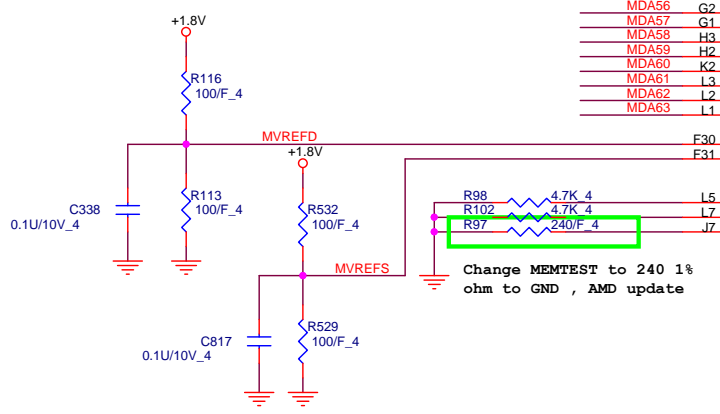 MDA56 G2
MDA57 G1
MDA58 H3
MDA59 H2
MDA60 K2
MDA61 L3
MDA62 L2
MDA63 L1
+1.8V
R116
100/F_4
MVREFD F30
+1.8V F31
C338
0.1U/10V_4
R113
100/F_4
R532
100/F_4
R98 4.7K_4 L5
R102 4.7K_4 L7
R97 240/F_4 J7
MVREFS
Change MEMTEST to 240 1%
ohm to GND , AMD update
C817
0.1U/10V_4
R529
100/F_4